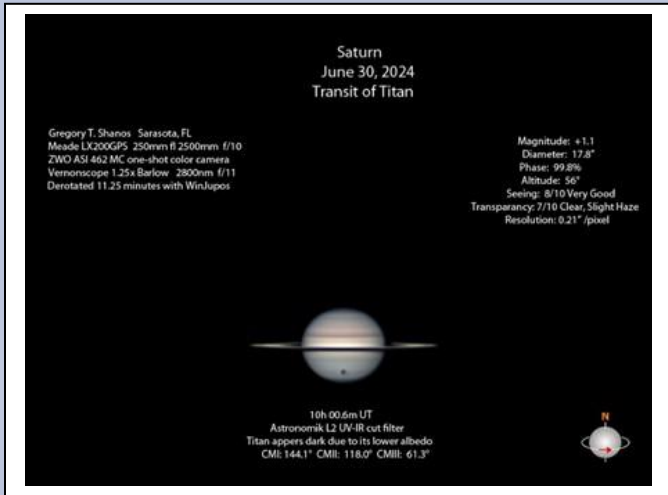 Saturn
June 30, 2024
Transit of Titan
Gregory T. Shanos Sarasota, FL
Meade LX200GPS 250mm fl 2500mm f/10
ZWO ASI 462 MC one-shot color camera
Vernonscope 1.25x Barlow 2800nm f/11
Derotated 11.25 minutes with WinJupos
Magnitude: +1.1
Diameter: 17.8"
Phase: 99.8%
Altitude: 56°
Seeing: 8/10 Very Good
Transparancy: 7/10 Clear, Slight Haze
Resolution: 0.21" /pixel
10h 00.6m UT
Astronomik L2 UV-IR cut filter
Titan appers dark due to its lower albedo
CMI: 144.1° CMII: 118.0° CMIII: 61.3°
N